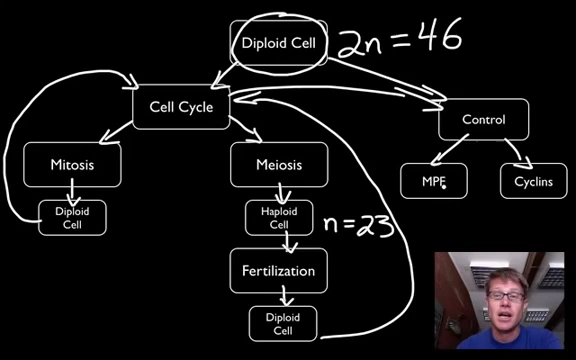 Diploid Cell
2n = 46
Cell Cycle
Control
Mitosis
Meiosis
MPF
Cyclins
Diploid
Cell
Haploid
Cell
n = 23
Fertilization
Diploid
Cell